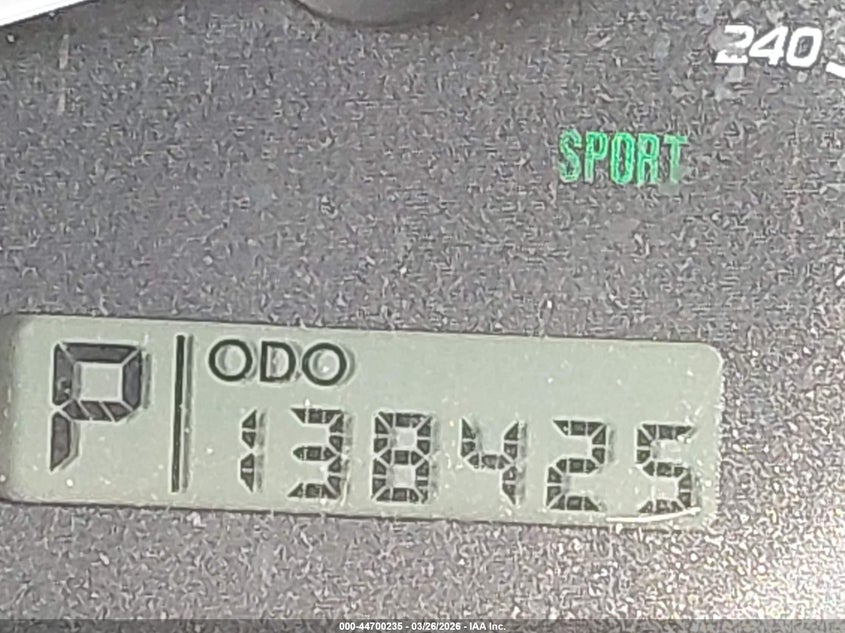 240
SPORT
P ODO
138425
000-44700235 - 03/26/2026 - IAA Inc.